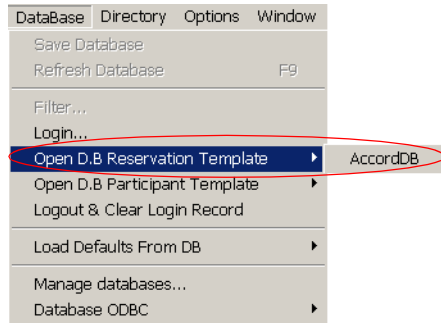 DataBase Directory Options Window
Save Database
Refresh Database F9
Filter...
Login...
Open D.B Reservation Template AccordDB
Open D.B Participant Template
Logout & Clear Login Record
Load Defaults From DB
Manage databases...
Database ODBC